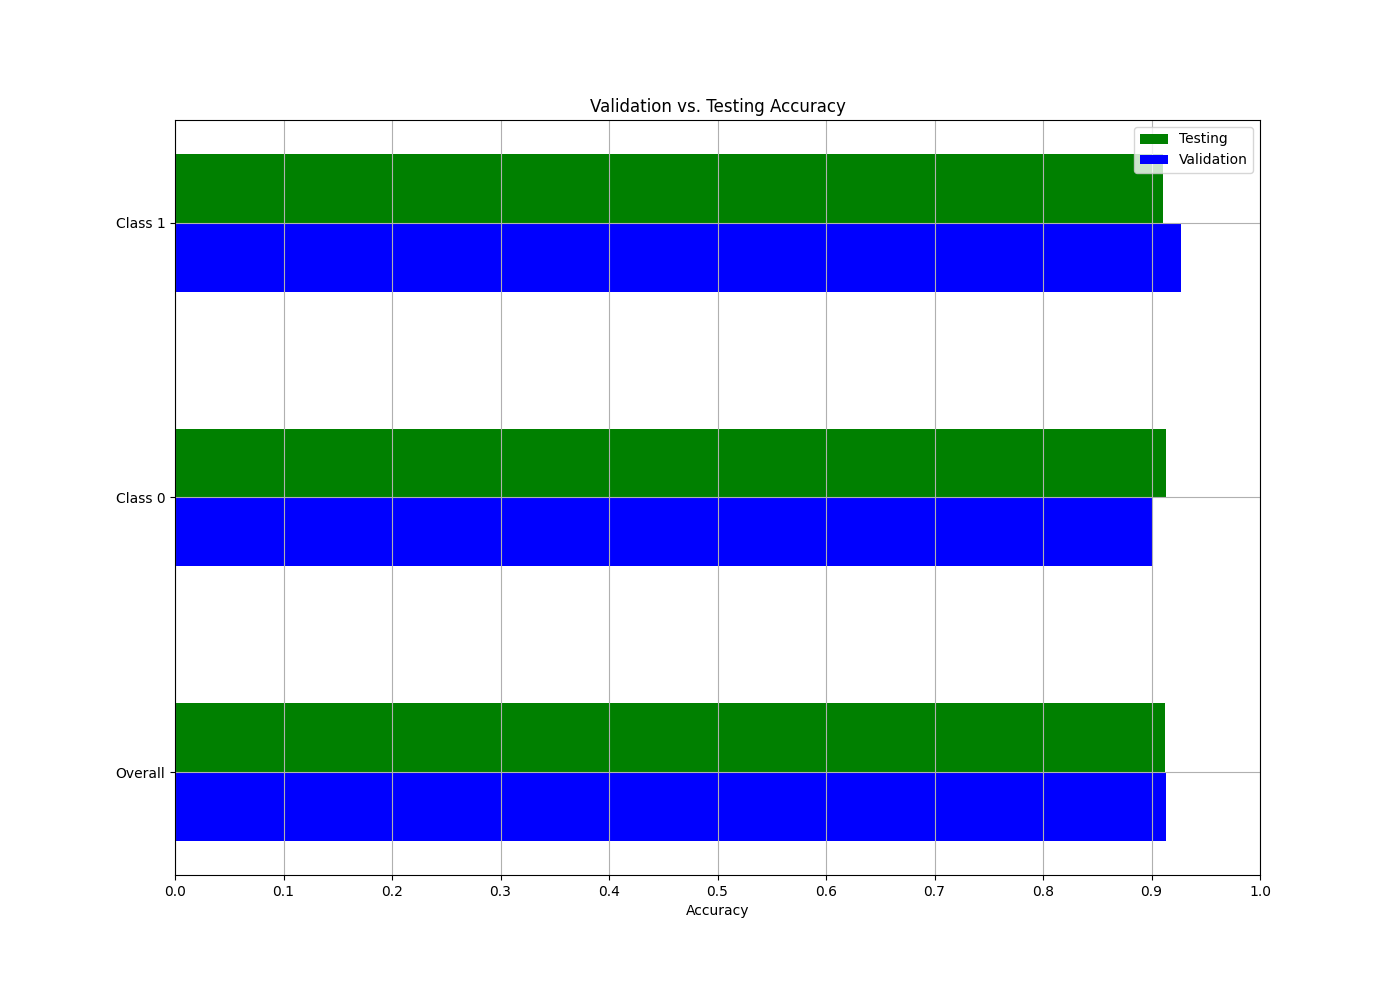 Validation vs. Testing Accuracy
Testing
Validation
Class 1
Class 0
Overall
0.0 0.1 0.2 0.3 0.4 0.5 0.6 0.7 0.8 0.9 1.0
Accuracy